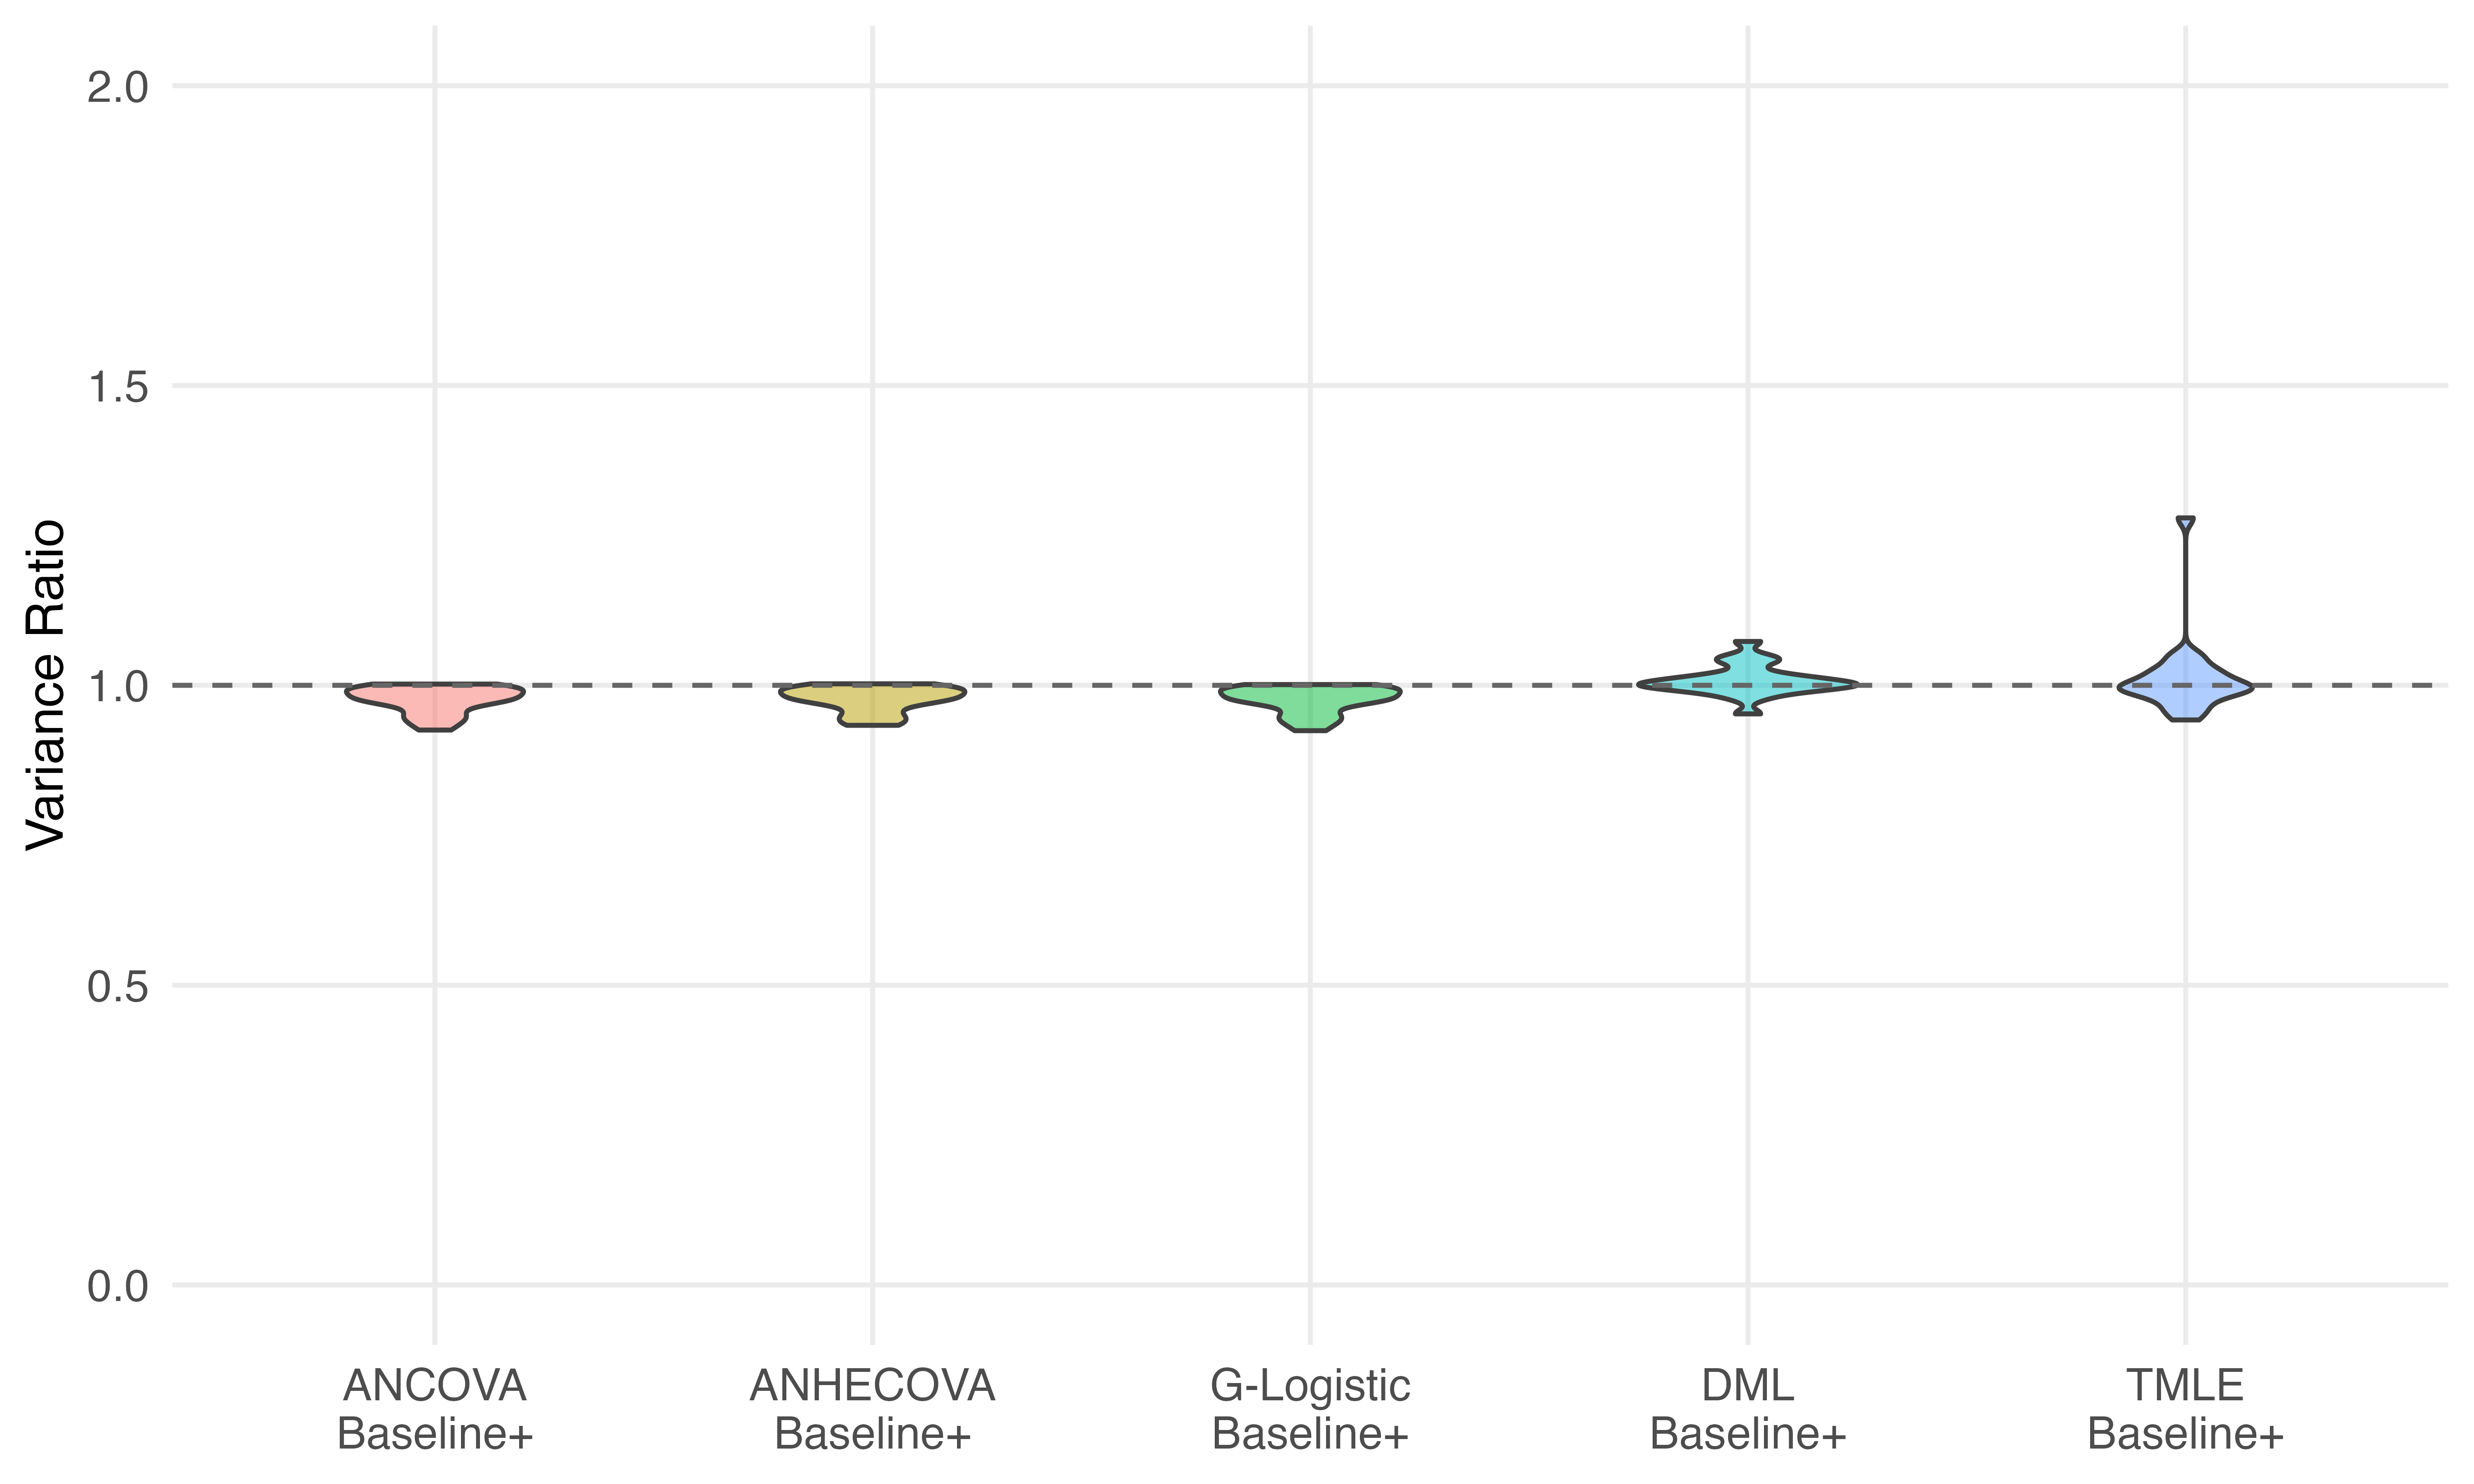 Variance Ratio
2.0
1.5
1.0
0.5
0.0
ANCOVA
Baseline+
ANHECOVA
Baseline+
G-Logistic
Baseline+
DML
Baseline+
TMLE
Baseline+